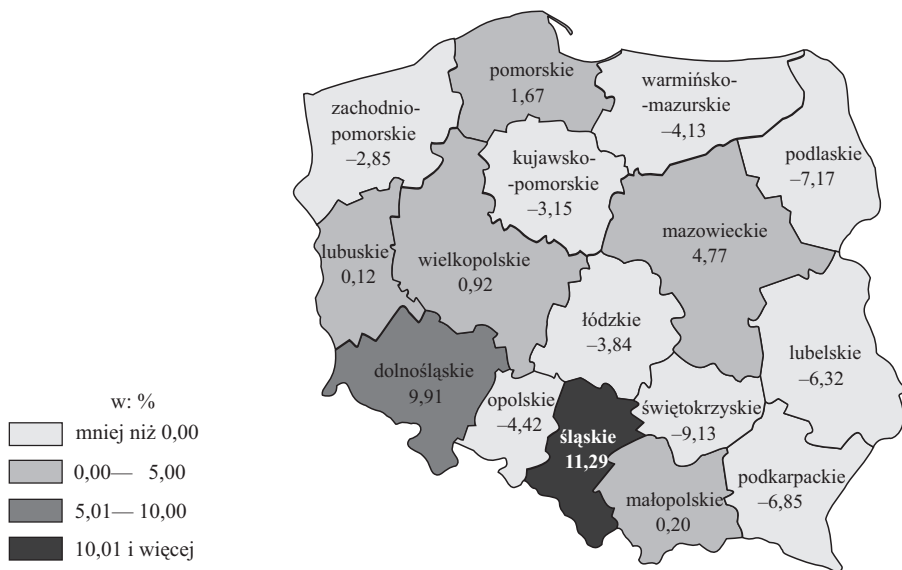 pomorskie
1,67
warmińsko-
-mazurskie
–4,13
zachodnio-
pomorskie
–2,85
kujawsko-
-pomorskie
–3,15
podlaskie
–7,17
mazowieckie
4,77
lubuskie
0,12
wielkopolskie
0,92
łódzkie
–3,84
lubelskie
–6,32
dolnośląskie
9,91
opolskie
–4,42
śląskie
11,29
świętokrzyskie
–9,13
małopolskie
0,20
podkarpackie
–6,85
w: %
mniej niż 0,00
0,00— 5,00
5,01— 10,00
10,01 i więcej